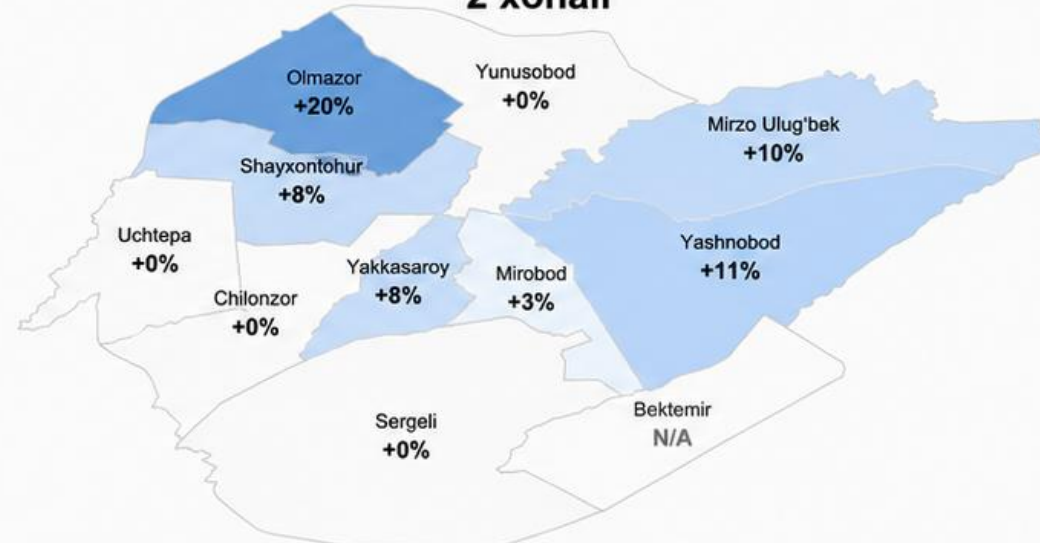 2 xonali
Olmazor
+20%
Yunusobod
+0%
Mirzo Ulug'bek
+10%
Shayxontohur
+8%
Uchtepa
+0%
Yashnobod
+11%
Yakkasaroy
+8%
Mirobod
+3%
Chilonzor
+0%
Sergeli
+0%
Bektemir
N/A